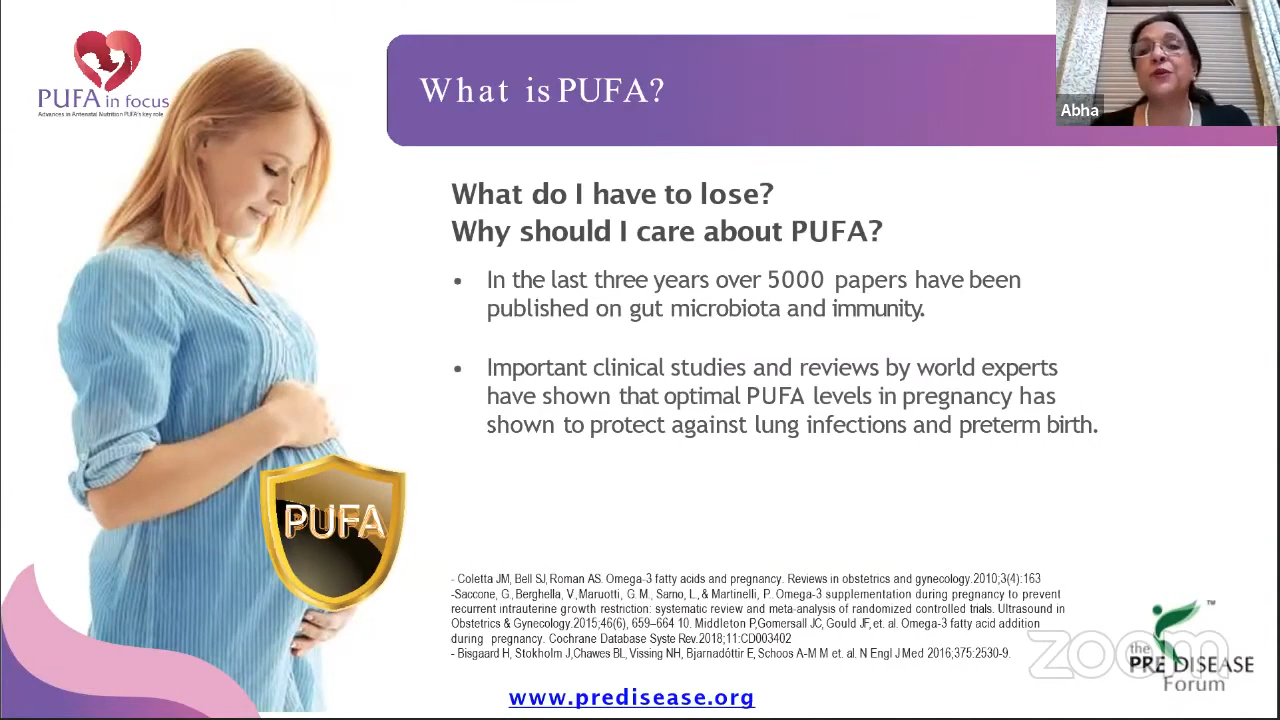 PUFA in focus
Advances in Antenatal Nutrition PUFA's key role
What is PUFA?
Abha
What do I have to lose?
Why should I care about PUFA?
• In the last three years over 5000 papers have been
published on gut microbiota and immunity.
• Important clinical studies and reviews by world experts
have shown that optimal PUFA levels in pregnancy has
shown to protect against lung infections and preterm birth.
PUFA
- Coletta JM, Bell SJ, Roman AS. Omega-3 fatty acids and pregnancy. Reviews in obstetrics and gynecology.2010;3(4):163
-Saccone, G., Berghella, V.,Maruotti, G.M., Sarno, L., & Martinelli, P. Omega-3 supplementation during pregnancy to prevent
recurrent intrauterine growth restriction: systematic review and meta-analysis of randomized controlled trials. Ultrasound in
Obstetrics & Gynecology.2015;46(6), 659–664 10. Middleton P,Gomersall JC, Gould JF, et. al. Omega-3 fatty acid addition
during pregnancy. Cochrane Database Syste Rev.2018;11:CD003402
- Bisgaard H, Stokholm J,Chawes BL, Vissing NH, Bjarnadóttir E, Schoos A-M M et. al. N Engl J Med 2016;375:2530-9.
zoom
the
PRE DISEASE
Forum
TM
www.predisease.org